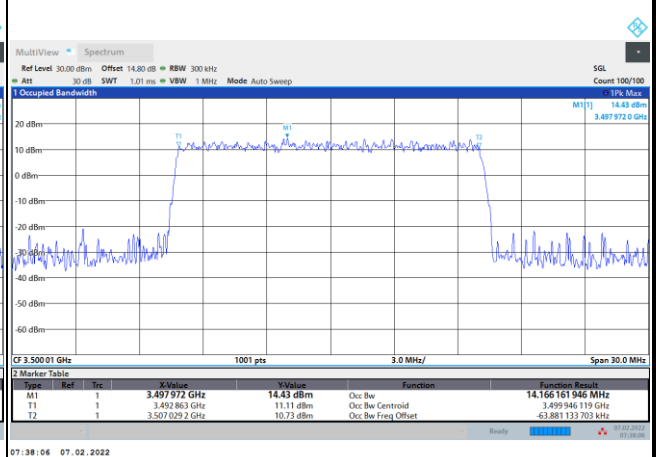 MultiView Spectrum
Ref Level 30.00 dBm Offset 14.80 dB RBW 300 kHz SGL
Att 30 dB SWT 1.01 ms VBW 1 MHz Mode Auto Sweep Count 100/100
1 Occupied Bandwidth 1Pk Max
M1[1] 14.43 dBm
3.497 972 0 GHz
20 dBm
T1 M1 T2
10 dBm
0 dBm
-10 dBm
-20 dBm
-30 dBm
-40 dBm
-50 dBm
-60 dBm
CF 3.500 01 GHz 1001 pts 3.0 MHz/ Span 30.0 MHz
2 Marker Table
Type Ref Trc X-Value Y-Value Function Function Result
M1 1 3.497 972 GHz 14.43 dBm Occ Bw 14.166 161 946 MHz
T1 1 3.492 863 GHz 11.11 dBm Occ Bw Centroid 3.499 946 119 GHz
T2 1 3.507 029 2 GHz 10.73 dBm Occ Bw Freq Offset -63.881 133 703 kHz
Ready 07.02.2022
07:38:06
07:38:06 07.02.2022